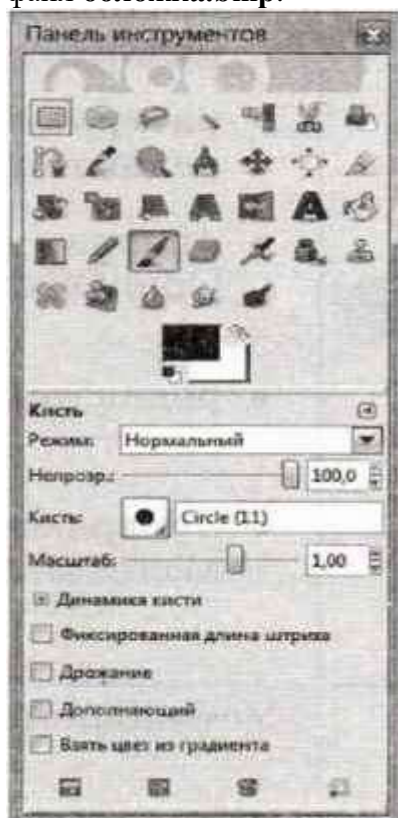 Панель инструментов
Кисть
Режим: Нормальный
Непрозр.: 100,0
Кисть: Circle (11)
Масштаб: 1,00
Динамика кисти
Фиксированная длина штриха
Дрожание
Дополняющий
Взять цвет из градиента